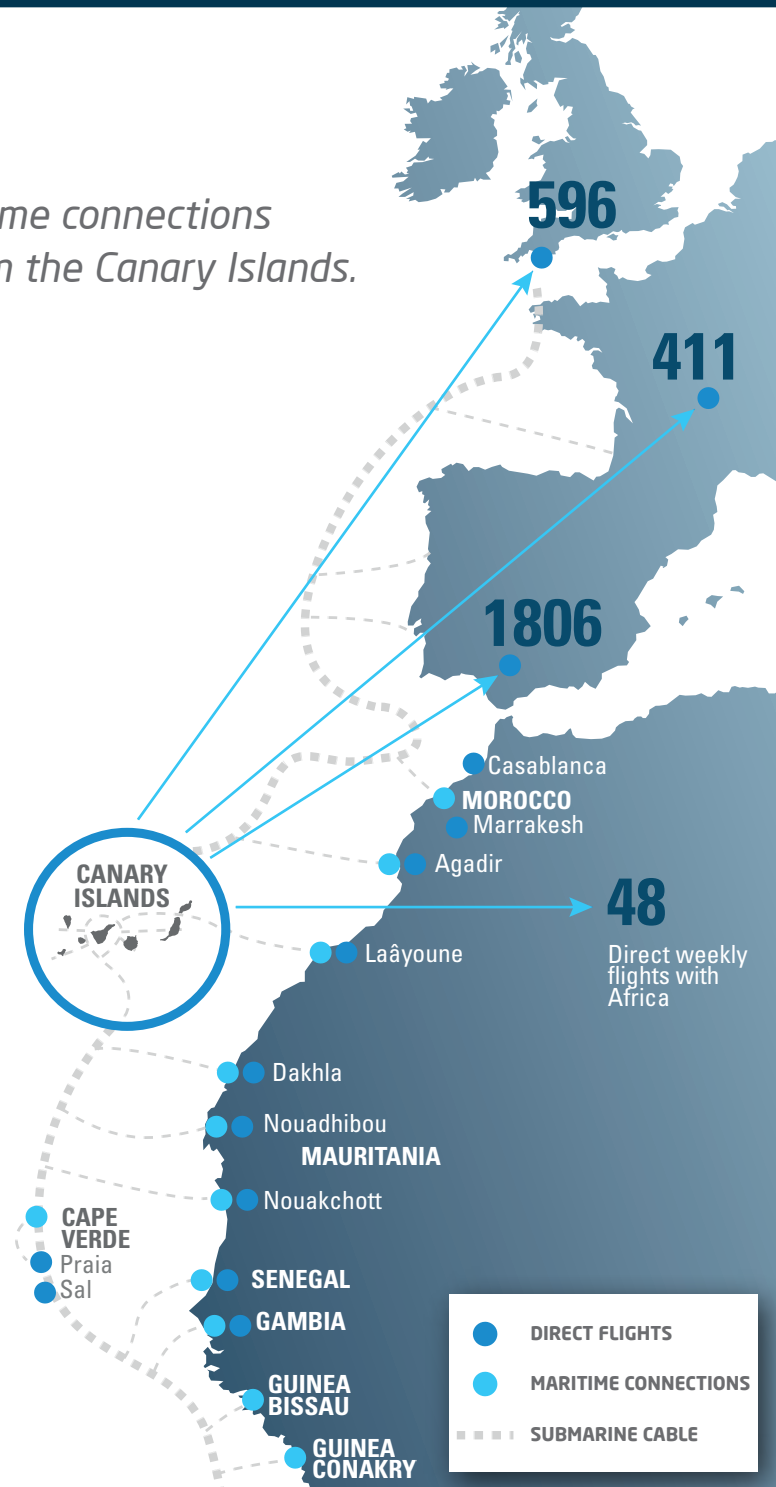 me connections
the Canary Islands.
596
411
1806
Casablanca
MOROCCO
Marrakesh
Agadir
CANARY
ISLANDS
48
Direct weekly
flights with
Africa
Laâyoune
Dakhla
Nouadhibou
MAURITANIA
Nouakchott
CAPE
VERDE
Praia
Sal
SENEGAL
GAMBIA
GUINEA
BISSAU
GUINEA
CONAKRY
DIRECT FLIGHTS
MARITIME CONNECTIONS
SUBMARINE CABLE